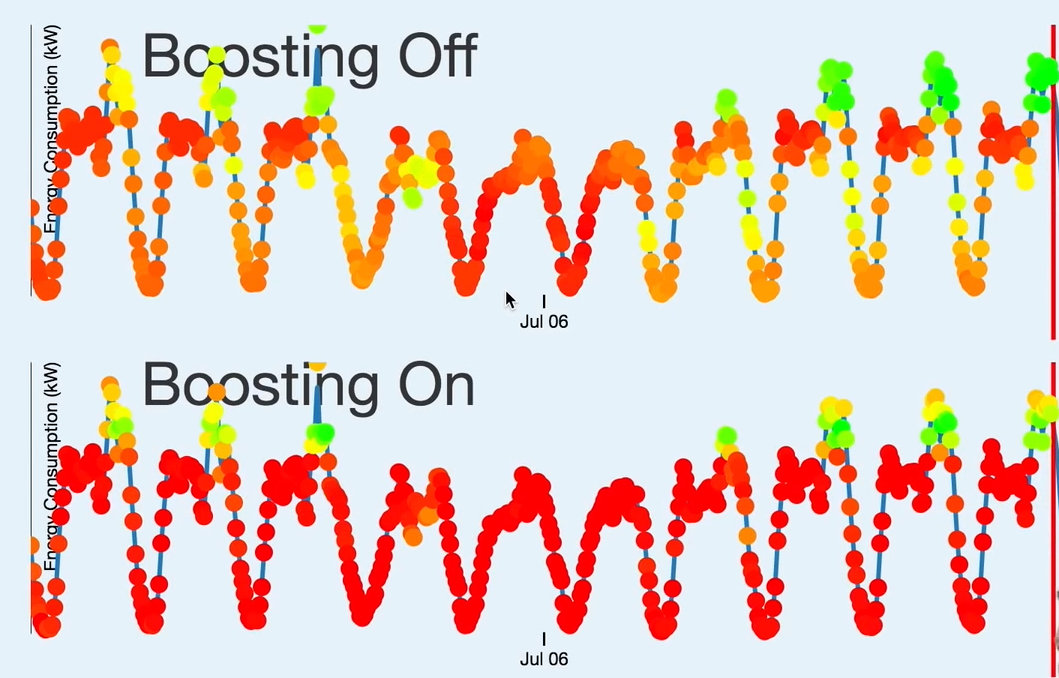 Boosting Off
Energy Consumption (kW)
Jul 06
Boosting On
Energy Consumption (kW)
Jul 06